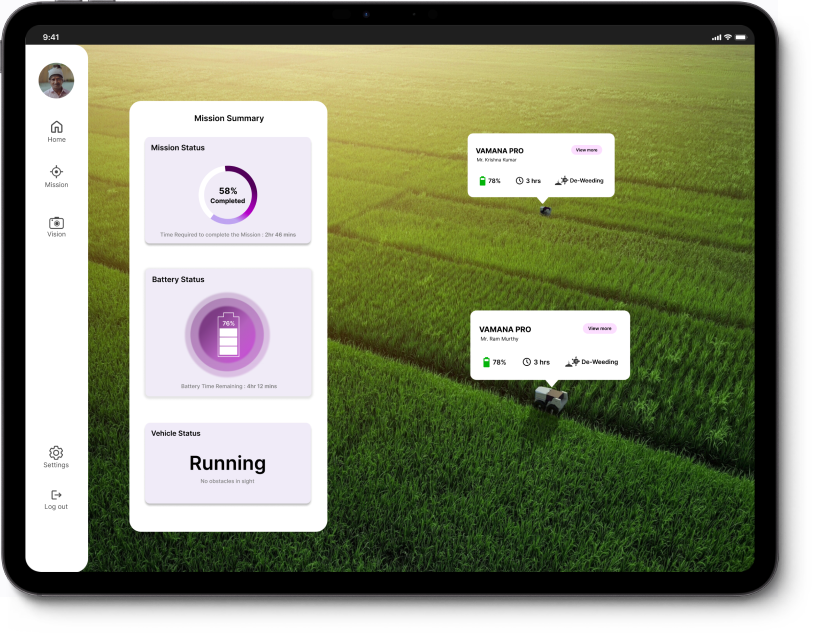 9:41
Home
Mission
Vision
Settings
Log out
Mission Summary
Mission Status
58%
Completed
Time Required to complete the Mission : 2hr 46 mins
Battery Status
76%
Battery Time Remaining : 4hr 12 mins
Vehicle Status
Running
No obstacles in sight
VAMANA PRO
View more
Mr. Krishna Kumar
78%
3 hrs
De-Weeding
VAMANA PRO
View more
Mr. Ram Murthy
78%
3 hrs
De-Weeding